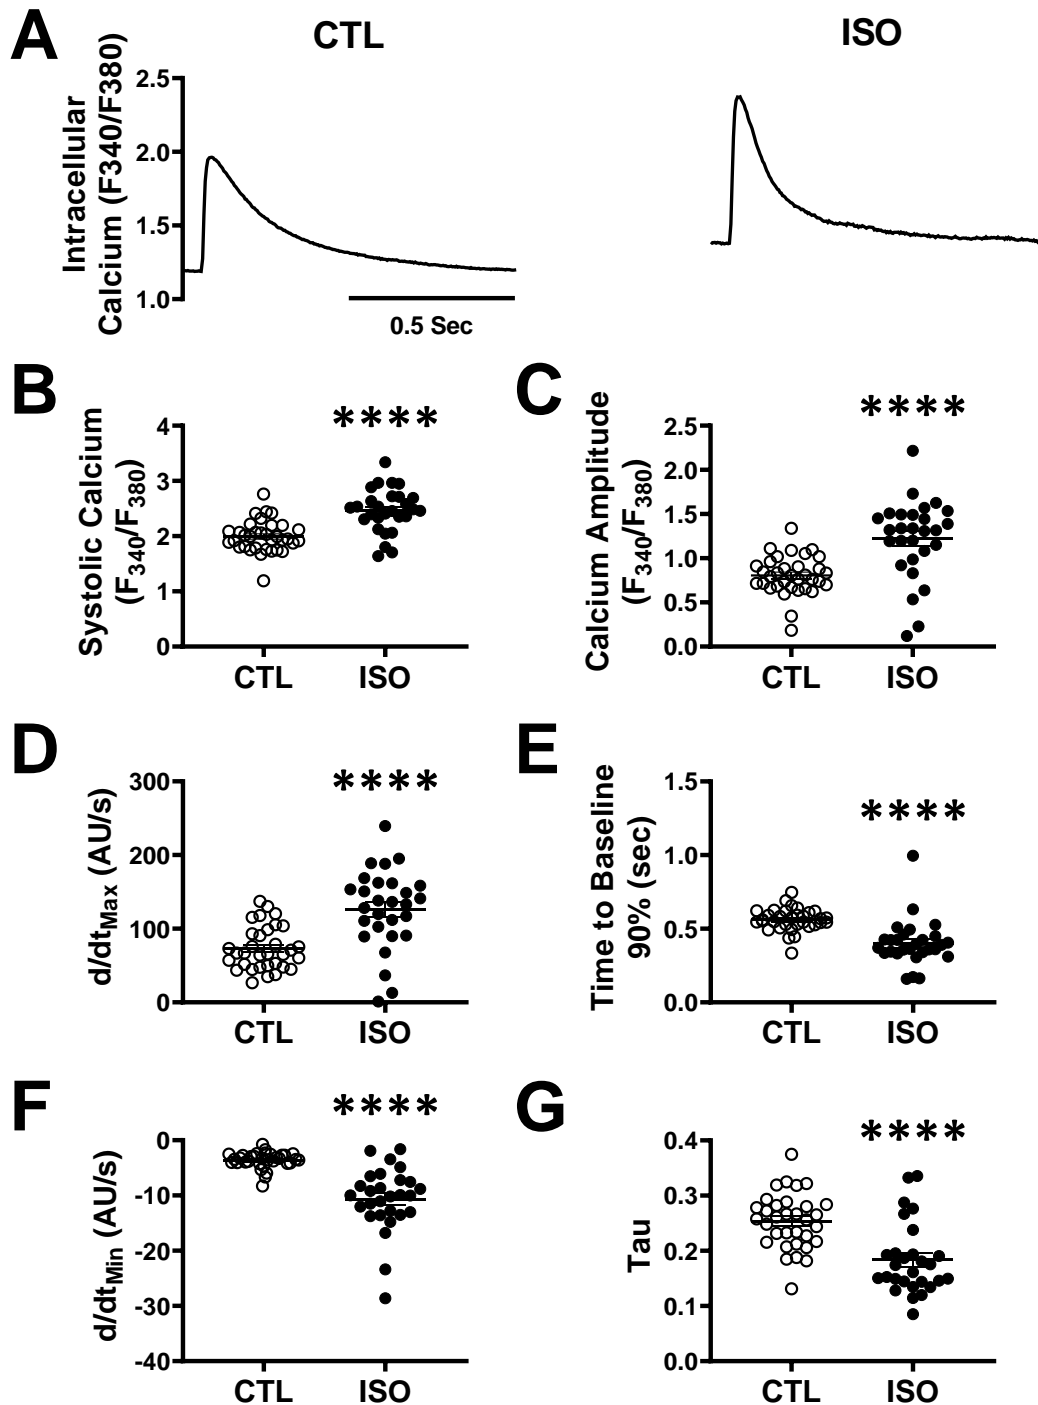 A
CTL
ISO
Intracellular
Calcium (F340/F380)
2.5
2.0
1.5
1.0
0.5 Sec
B
Systolic Calcium
(F340/F380)
4
3
2
1
0
****
CTL ISO
C
Calcium Amplitude
(F340/F380)
2.5
2.0
1.5
1.0
0.5
0.0
****
CTL ISO
D
d/dtMax (AU/s)
300
200
100
0
****
CTL ISO
E
Time to Baseline
90% (sec)
1.5
1.0
0.5
0.0
****
CTL ISO
F
d/dtMin (AU/s)
0
-10
-20
-30
-40
****
CTL ISO
G
Tau
0.4
0.3
0.2
0.1
0.0
****
CTL ISO